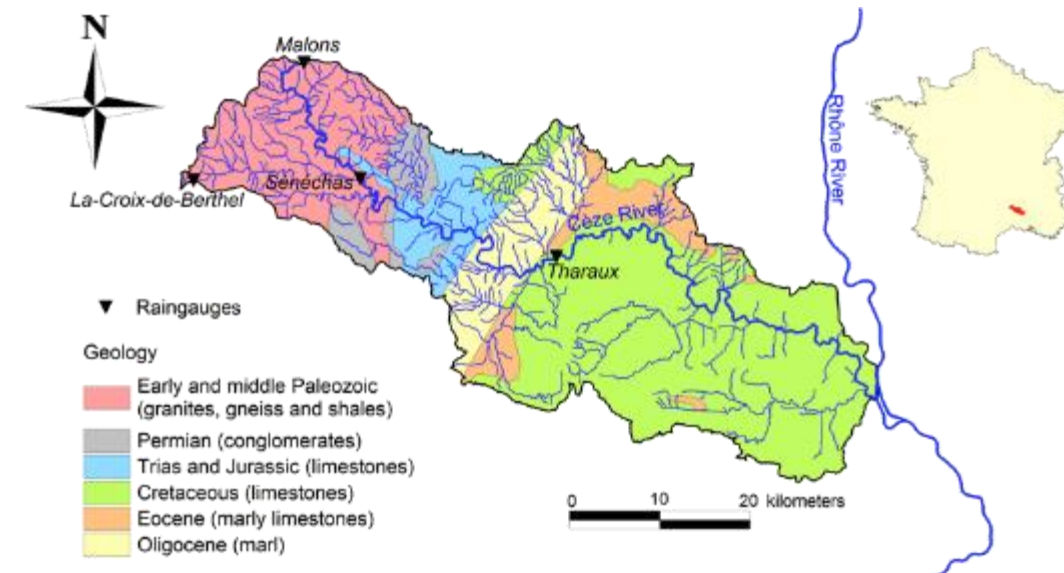 N
Malons
Rhône River
Sénéchas
La-Croix-de-Berthel
Cèze River
Tharaux
Raingauges
Geology
Early and middle Paleozoic
(granites, gneiss and shales)
Permian (conglomerates)
Trias and Jurassic (limestones)
Cretaceous (limestones)
Eocene (marly limestones)
Oligocene (marl)
0 10 20 kilometers